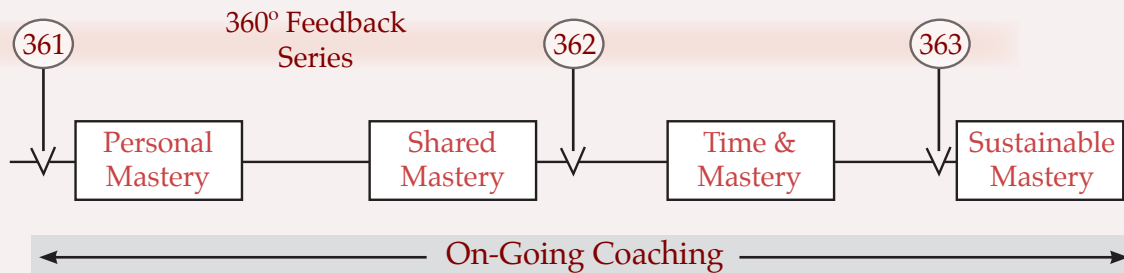 361
360º Feedback
Series
362
363
Personal
Mastery
Shared
Mastery
Time &
Mastery
Sustainable
Mastery
On-Going Coaching